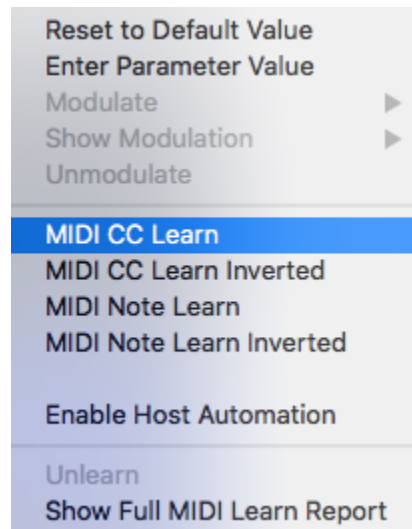 Reset to Default Value
Enter Parameter Value
Modulate
Show Modulation
Unmodulate
MIDI CC Learn
MIDI CC Learn Inverted
MIDI Note Learn
MIDI Note Learn Inverted
Enable Host Automation
Unlearn
Show Full MIDI Learn Report